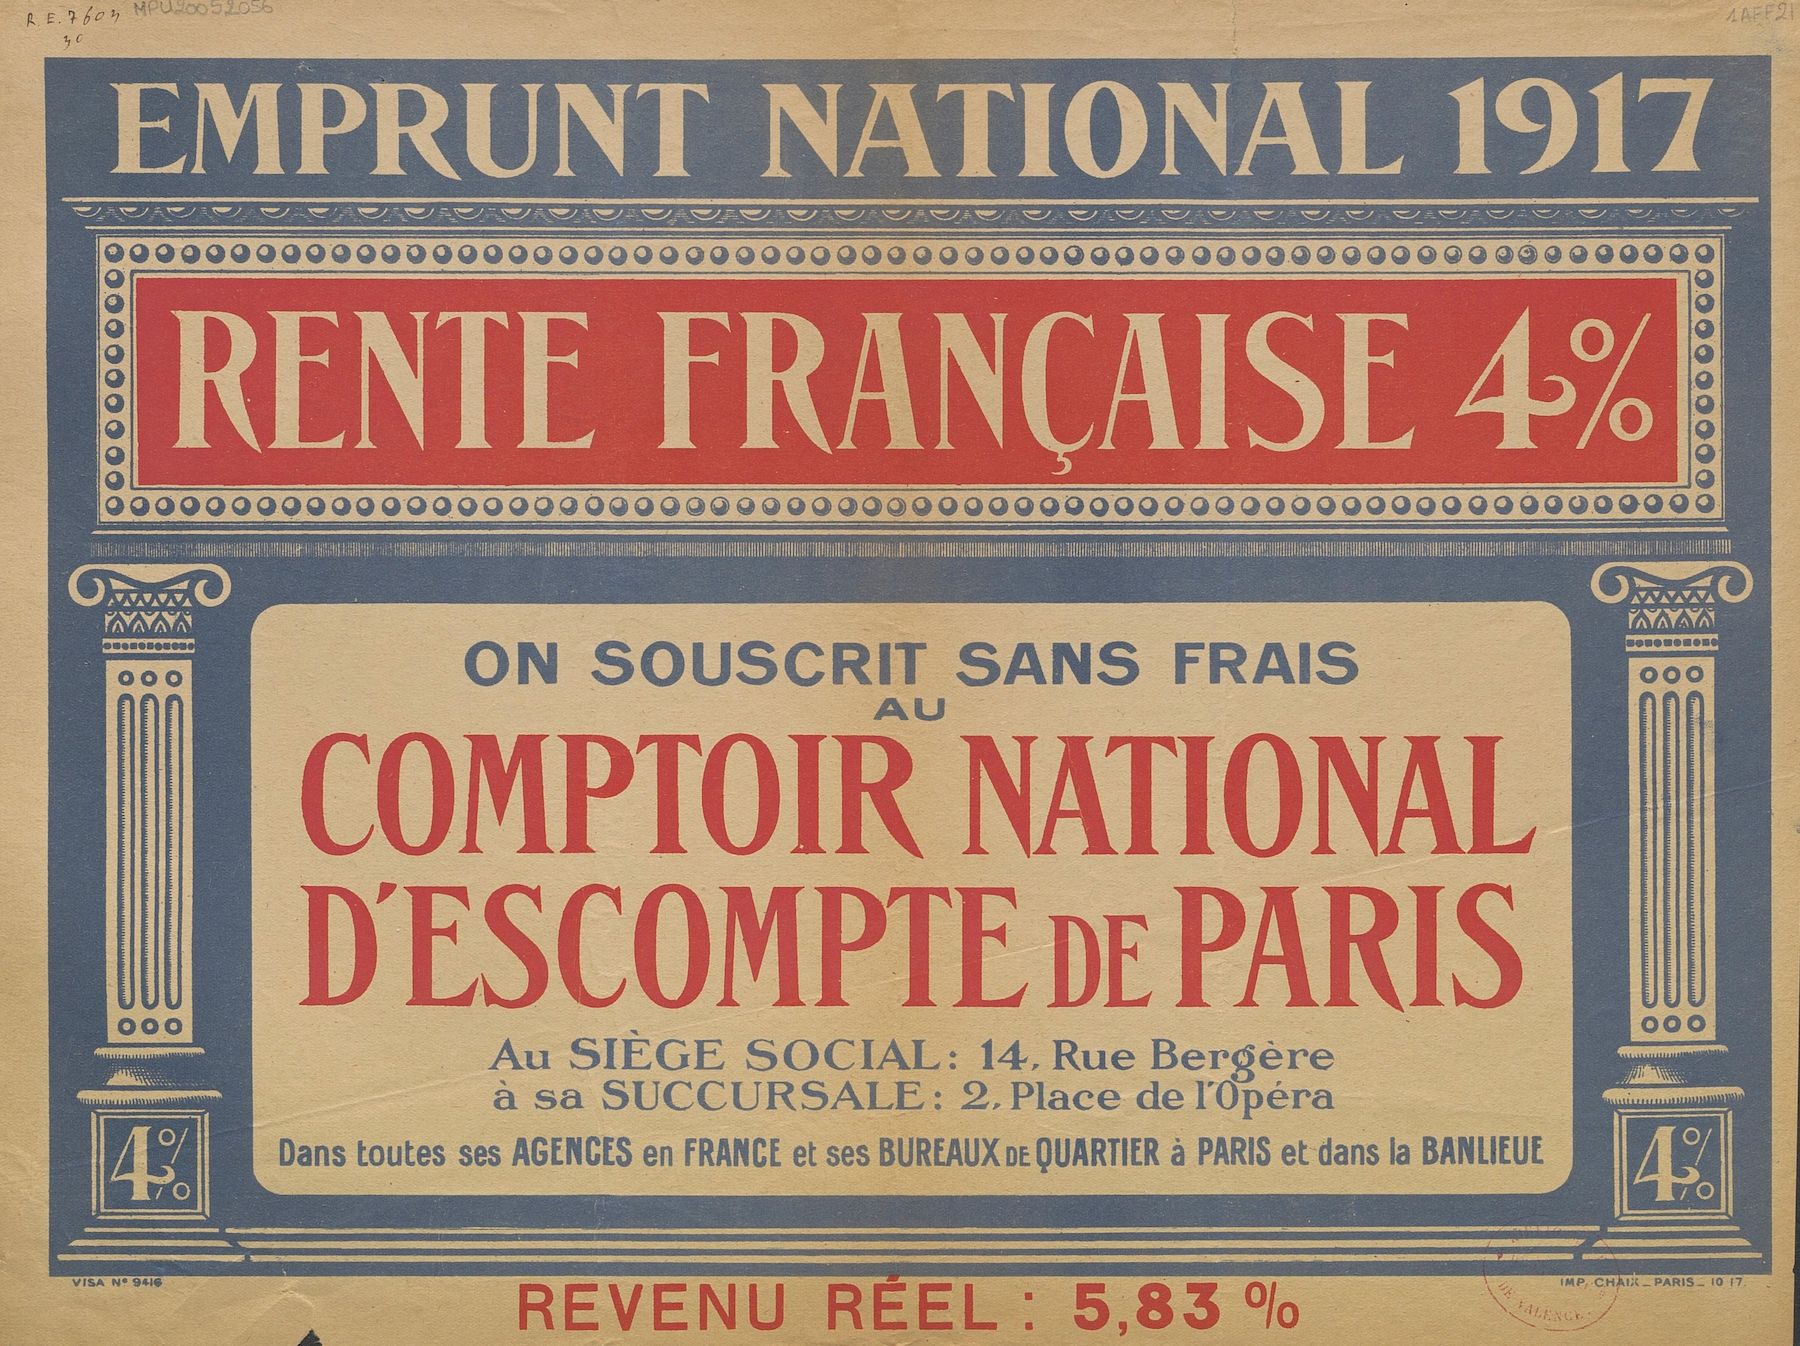 R.E. 7603 MPU20052056
30
1AFF21
EMPRUNT NATIONAL 1917
RENTE FRANÇAISE 4%
ON SOUSCRIT SANS FRAIS
AU
COMPTOIR NATIONAL
D'ESCOMPTE DE PARIS
Au SIÈGE SOCIAL: 14, Rue Bergère
à sa SUCCURSALE: 2, Place de l'Opéra
Dans toutes ses AGENCES en FRANCE et ses BUREAUX DE QUARTIER à PARIS et dans la BANLIEUE
4%
4%
VISA Nº 9416
IMP. CHAIX_PARIS_10 17.
REVENU RÉEL : 5,83 %
DE VALENCE